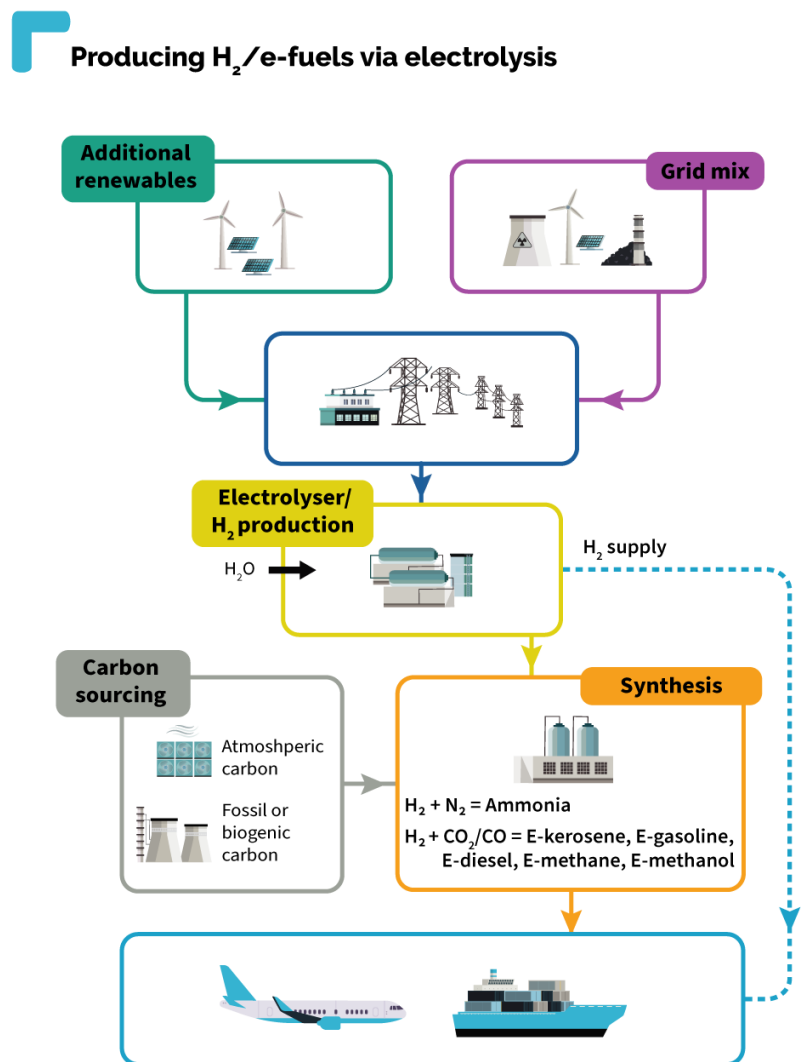 Producing H₂/e-fuels via electrolysis
Additional
renewables
Grid mix
Electrolyser/
H₂ production
H₂O
H₂ supply
Carbon
sourcing
Atmoshperic
carbon
Fossil or
biogenic
carbon
Synthesis
H₂ + N₂ = Ammonia
H₂ + CO₂/CO = E-kerosene, E-gasoline,
E-diesel, E-methane, E-methanol